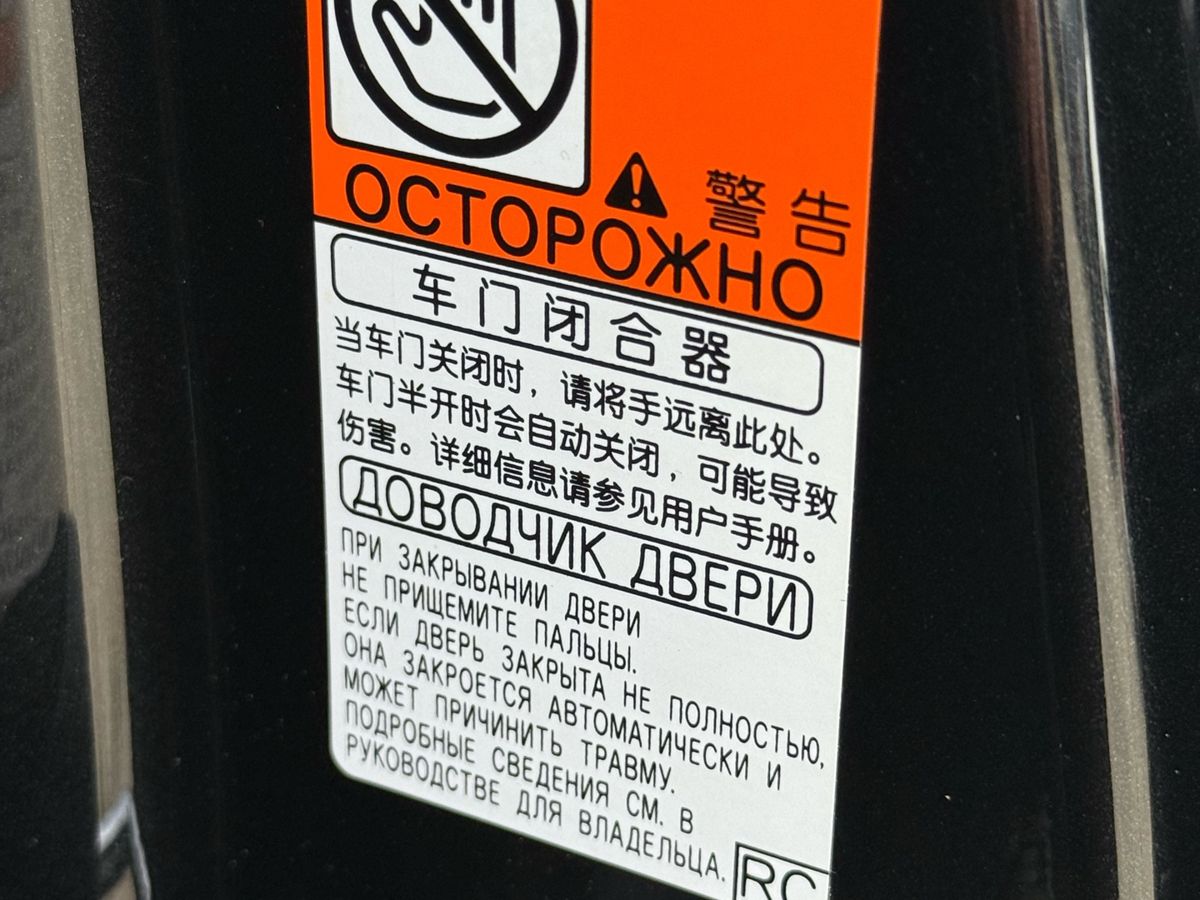 警告
ОСТОРОЖНО
车门闭合器
当车门关闭时，请将手远离此处。
车门半开时会自动关闭，可能导致
伤害。详细信息请参见用户手册。
ДОВОДЧИК ДВЕРИ
ПРИ ЗАКРЫВАНИИ ДВЕРИ
НЕ ПРИЩЕМИТЕ ПАЛЬЦЫ.
ЕСЛИ ДВЕРЬ ЗАКРЫТА НЕ ПОЛНОСТЬЮ,
ОНА ЗАКРОЕТСЯ АВТОМАТИЧЕСКИ И
МОЖЕТ ПРИЧИНИТЬ ТРАВМУ.
ПОДРОБНЫЕ СВЕДЕНИЯ СМ. В
РУКОВОДСТВЕ ДЛЯ ВЛАДЕЛЬЦА.
RC